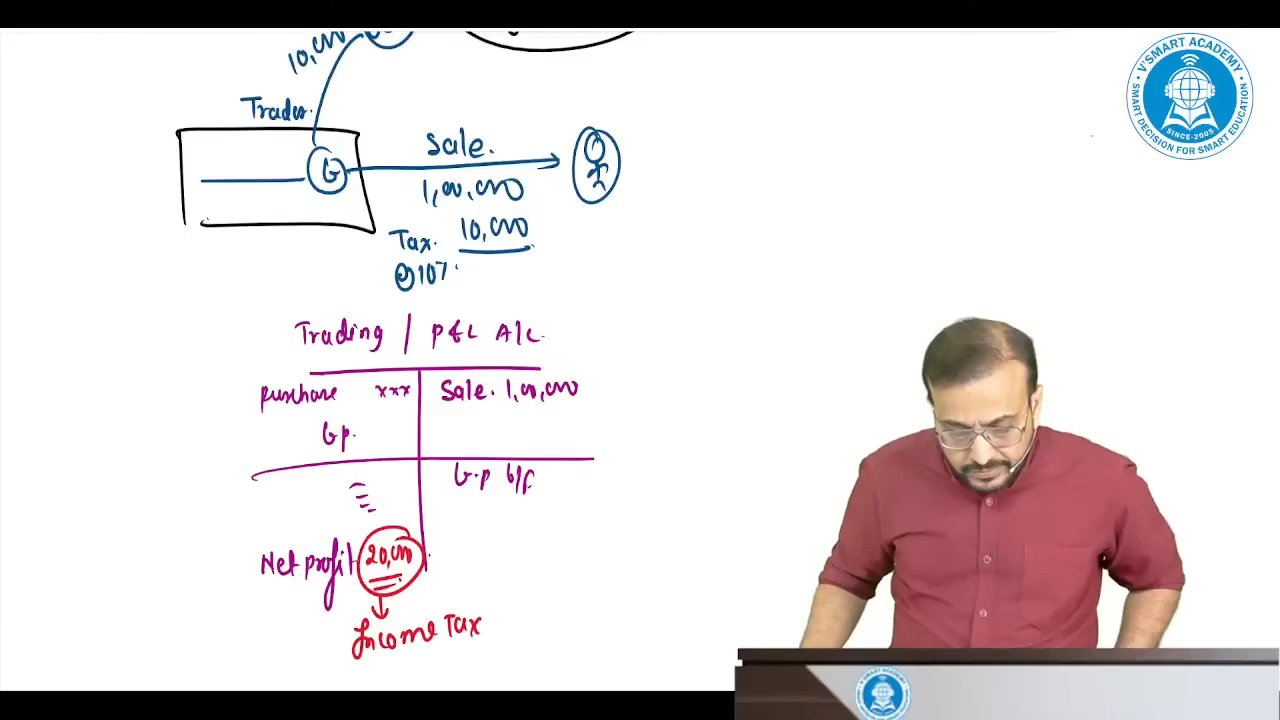 10,000
Trader.
G
Sale.
1,00,000
Tax. 10,000
@10%.
Trading / P&L A/c.
purchase xxx Sale. 1,00,000
Gp.
G.p b/f
Net profit 20,000
Income Tax
V'SMART ACADEMY
SMART DECISION FOR SMART EDUCATION
SINCE-2005